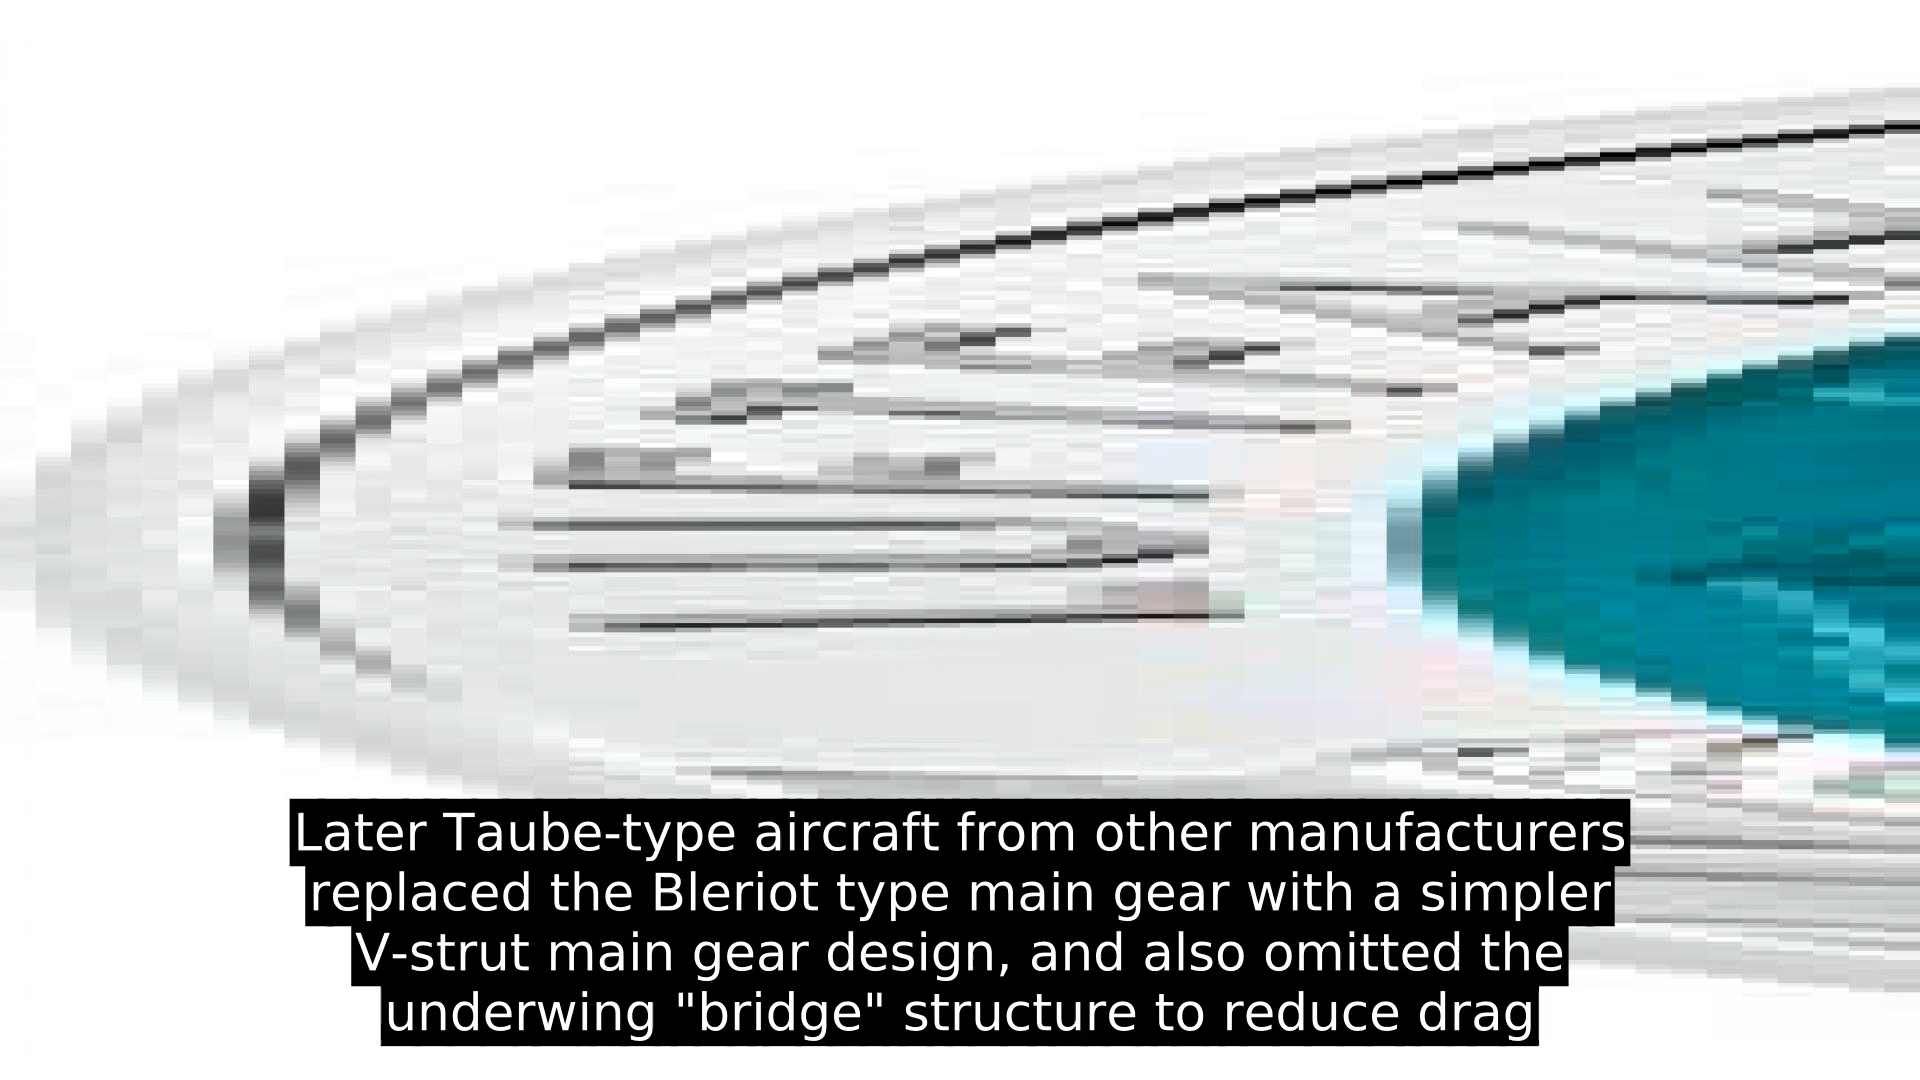 Later Taube-type aircraft from other manufacturers
replaced the Bleriot type main gear with a simpler
V-strut main gear design, and also omitted the
underwing "bridge" structure to reduce drag